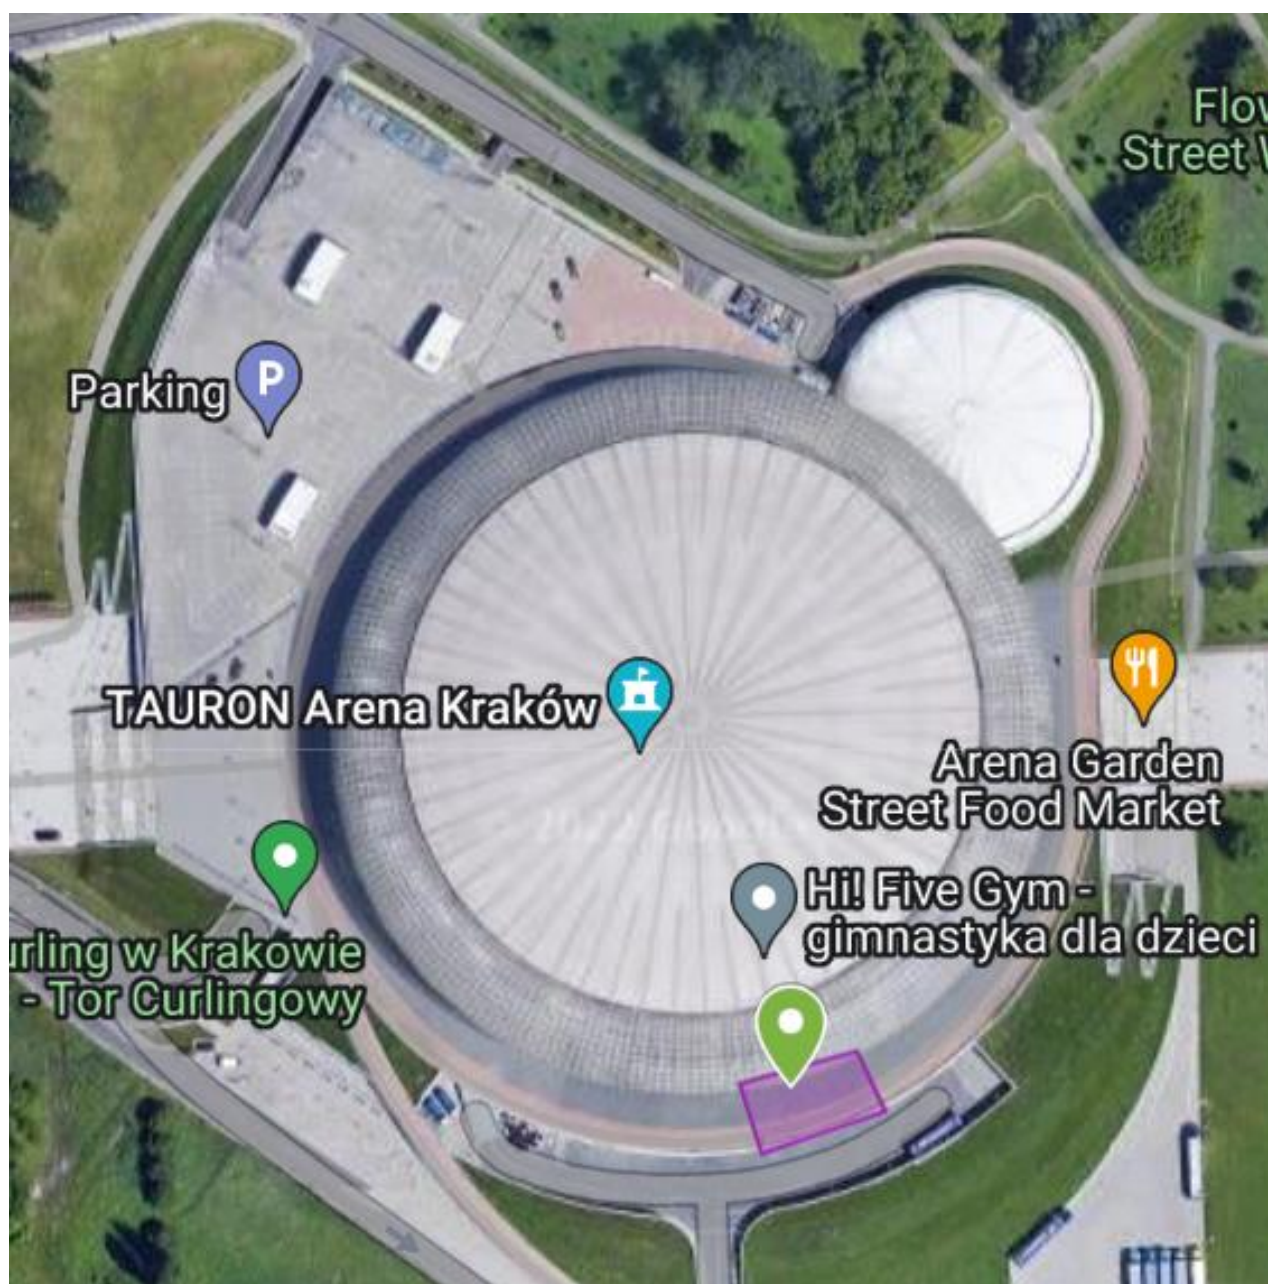 Flow
Street W
Parking
P
TAURON Arena Kraków
Arena Garden
Street Food Market
Hi! Five Gym -
gimnastyka dla dzieci
urling w Krakowie
- Tor Curlingowy